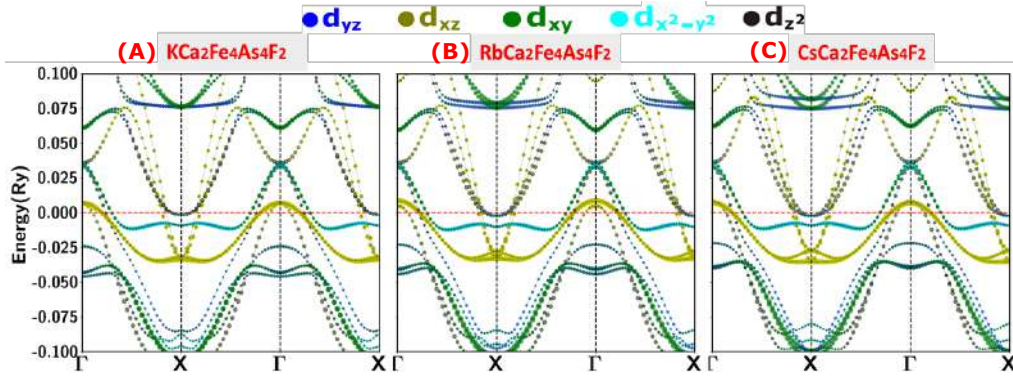 dyz dxz dxy dx²-y² dz²
(A) KCa₂Fe₄As₄F₂ (B) RbCa₂Fe₄As₄F₂ (C) CsCa₂Fe₄As₄F₂
Energy(Ry)
0.100
0.075
0.050
0.025
0.000
-0.025
-0.050
-0.075
-0.100
Γ X Γ X Γ X Γ X Γ X Γ X